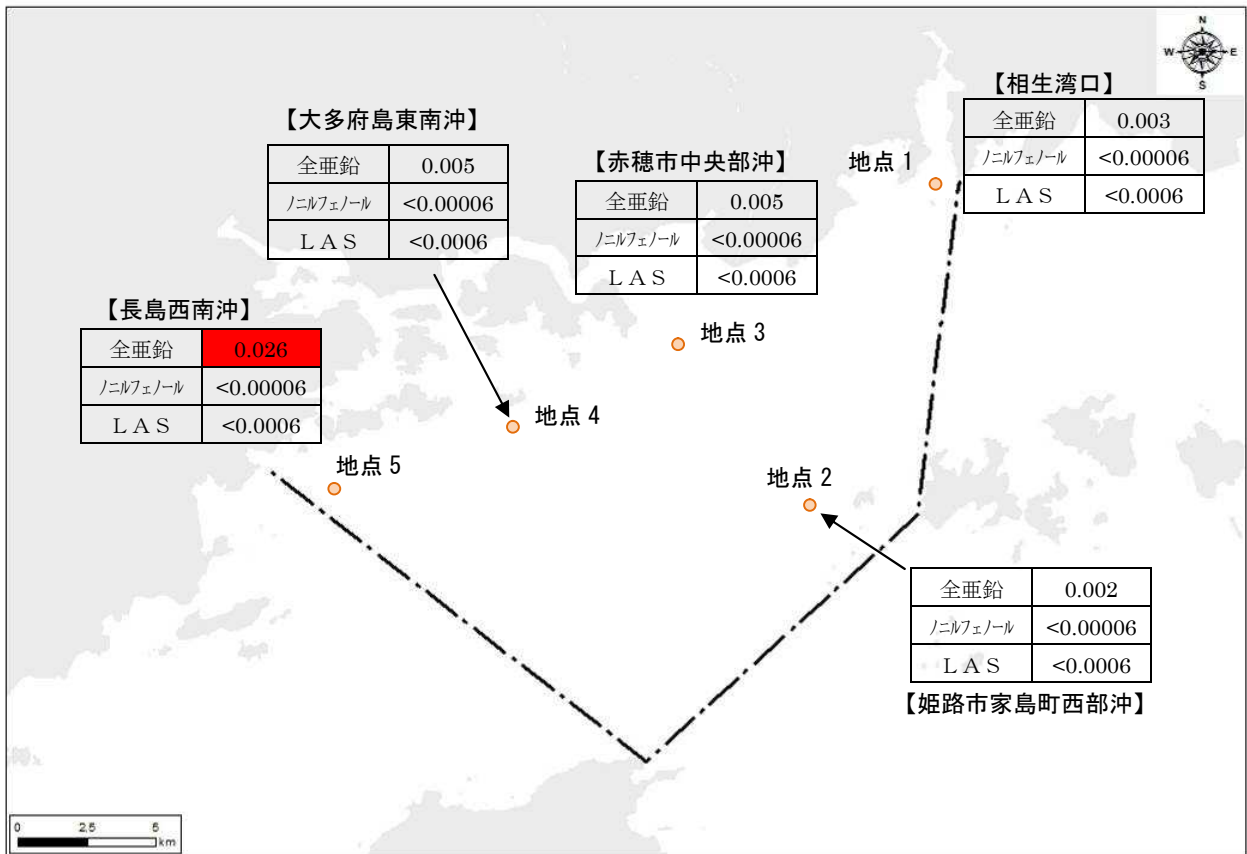 N
W E
S
【相生湾口】
全亜鉛 0.003
ノニルフェノール <0.00006
LAS <0.0006
地点1
【大多府島東南沖】
全亜鉛 0.005
ノニルフェノール <0.00006
LAS <0.0006
【赤穂市中央部沖】
全亜鉛 0.005
ノニルフェノール <0.00006
LAS <0.0006
地点3
【長島西南沖】
全亜鉛 0.026
ノニルフェノール <0.00006
LAS <0.0006
地点4
地点5
地点2
全亜鉛 0.002
ノニルフェノール <0.00006
LAS <0.0006
【姫路市家島町西部沖】
0 2.5 5
km